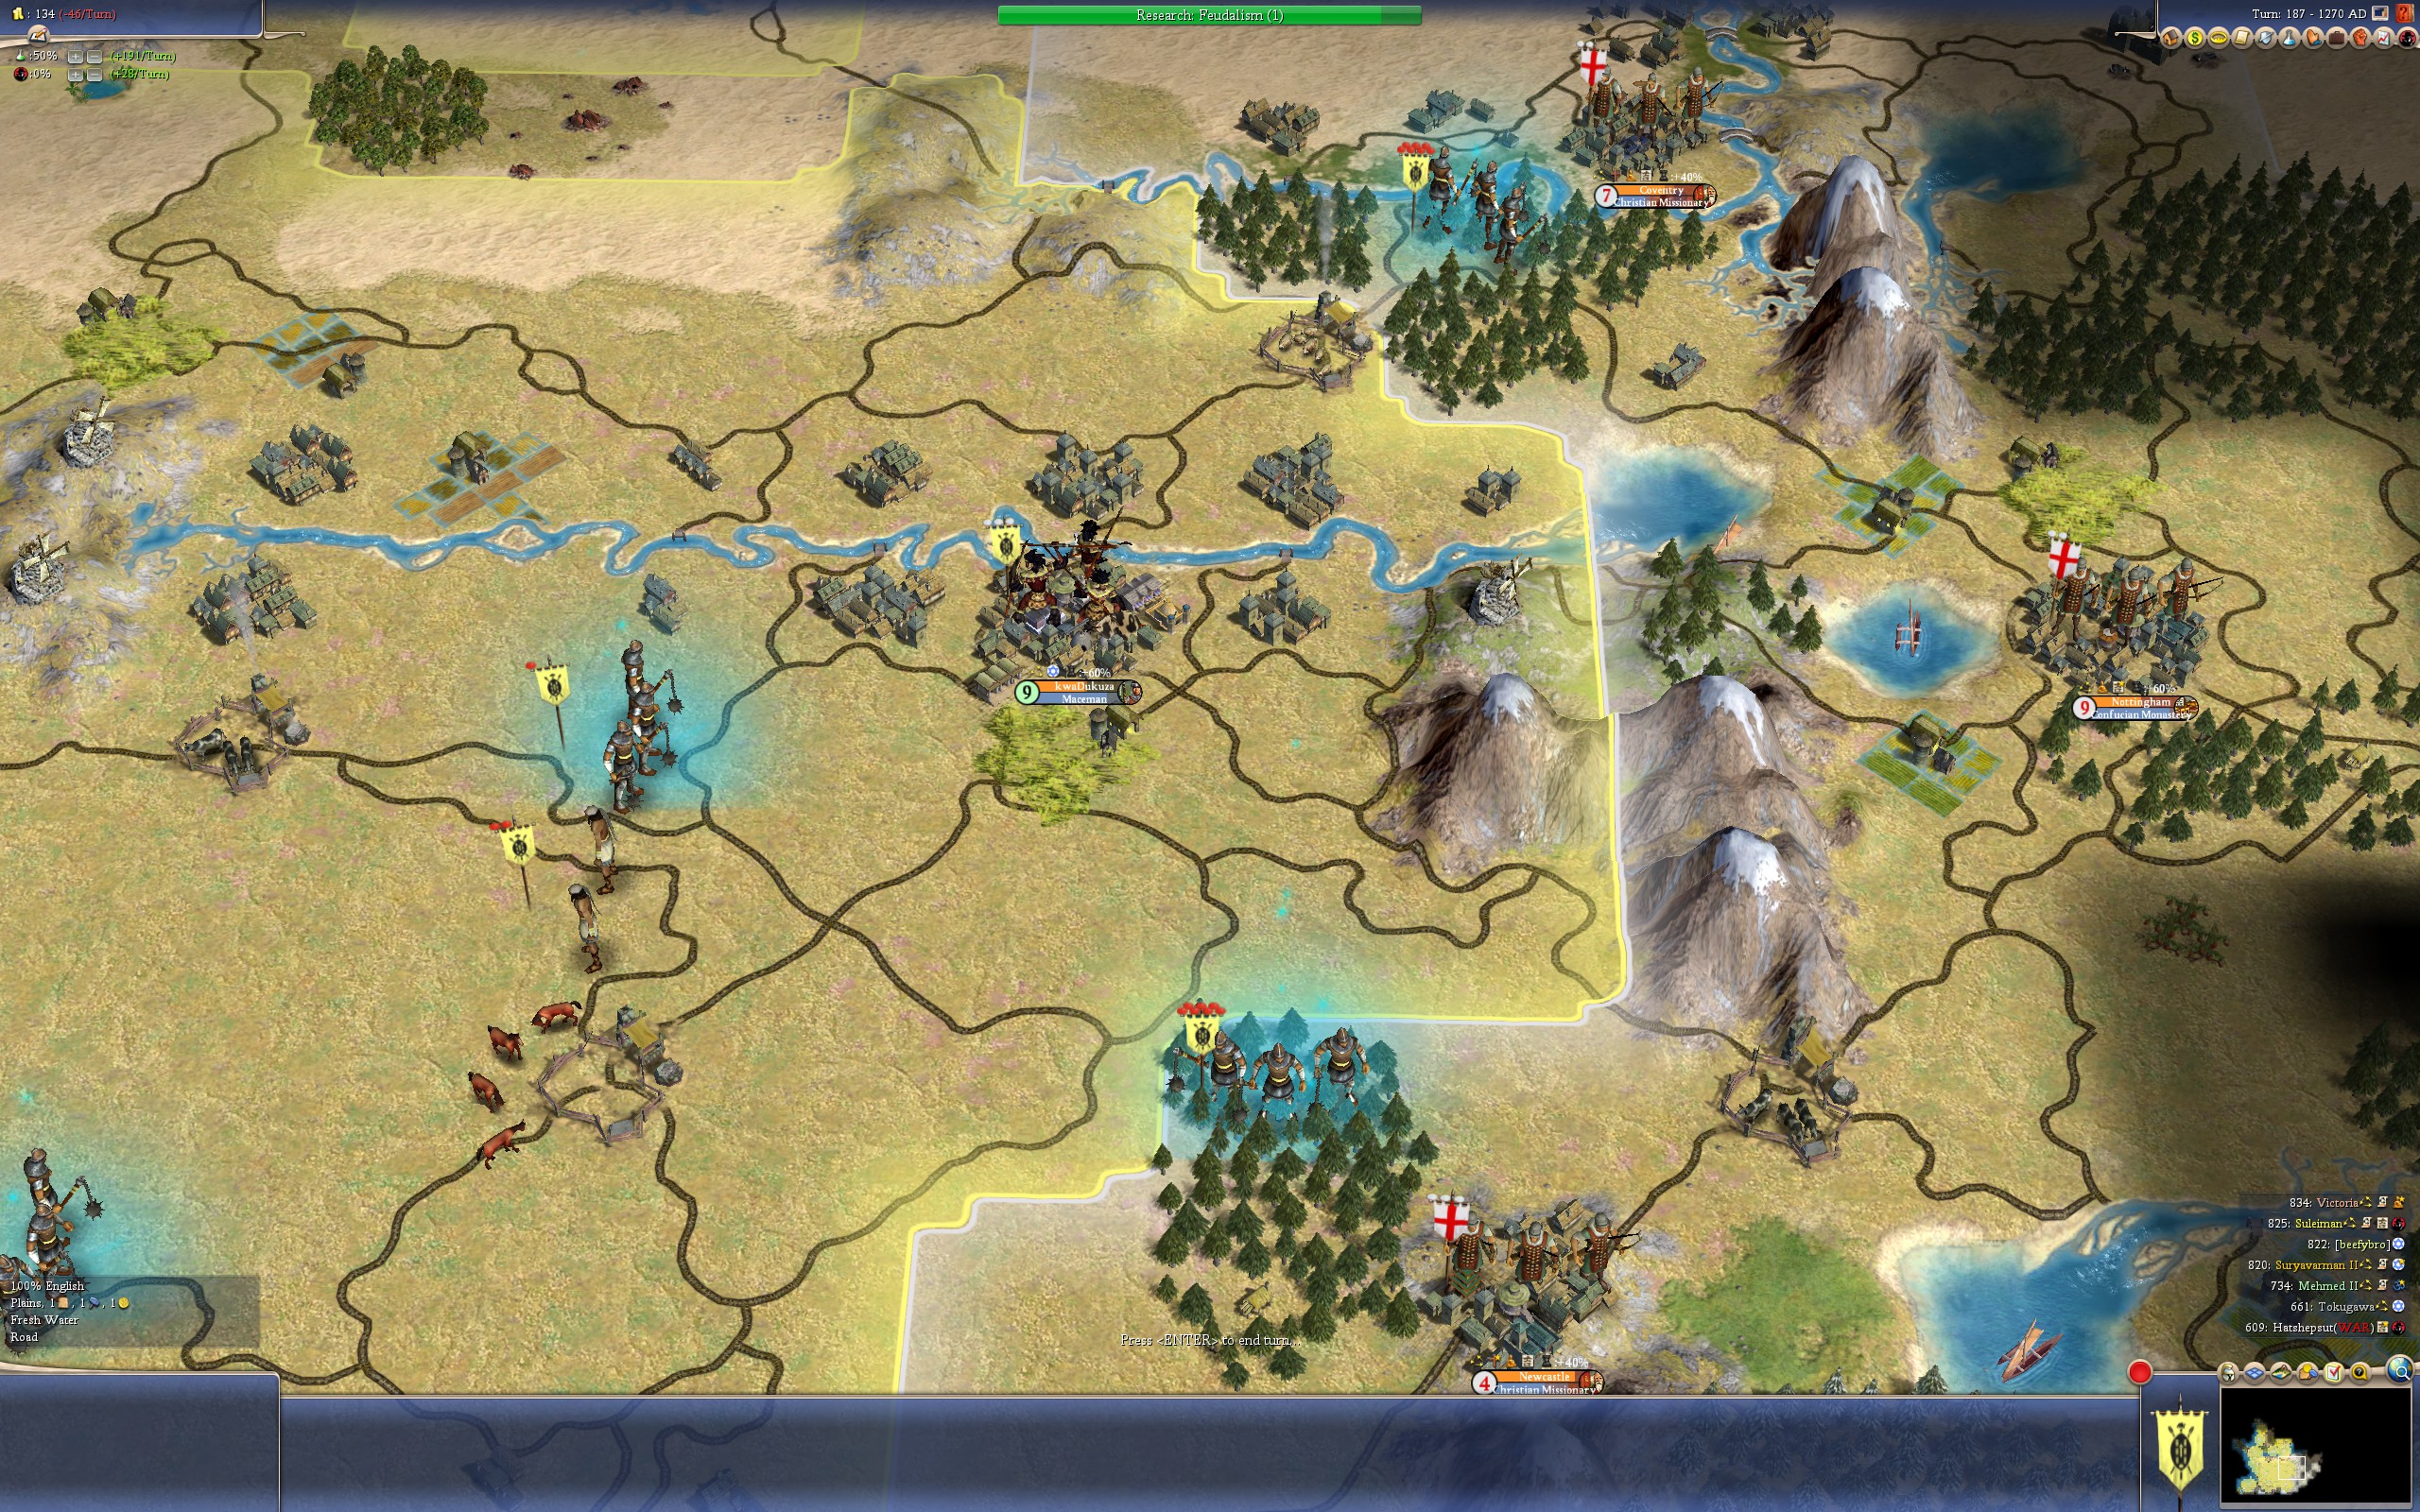 : 134 (-46/Turn)
:50% (+191/Turn)
:0% (+28/Turn)
Research: Feudalism (1)
Turn: 187 - 1270 AD
:+40%
7 Coventry
Christian Missionary
:+60%
9 kwaDukuza
Maceman
:+60%
9 Nottingham
Confucian Monastery
834: Victoria
825: Suleiman
822: [beefybro]
820: Suryavarman II
734: Mehmed II
661: Tokugawa
609: Hatshepsut(WAR)
100% English
Plains, 1 , 1 , 1
Fresh Water
Road
Press <ENTER> to end turn...
:+40%
4 Newcastle
Christian Missionary